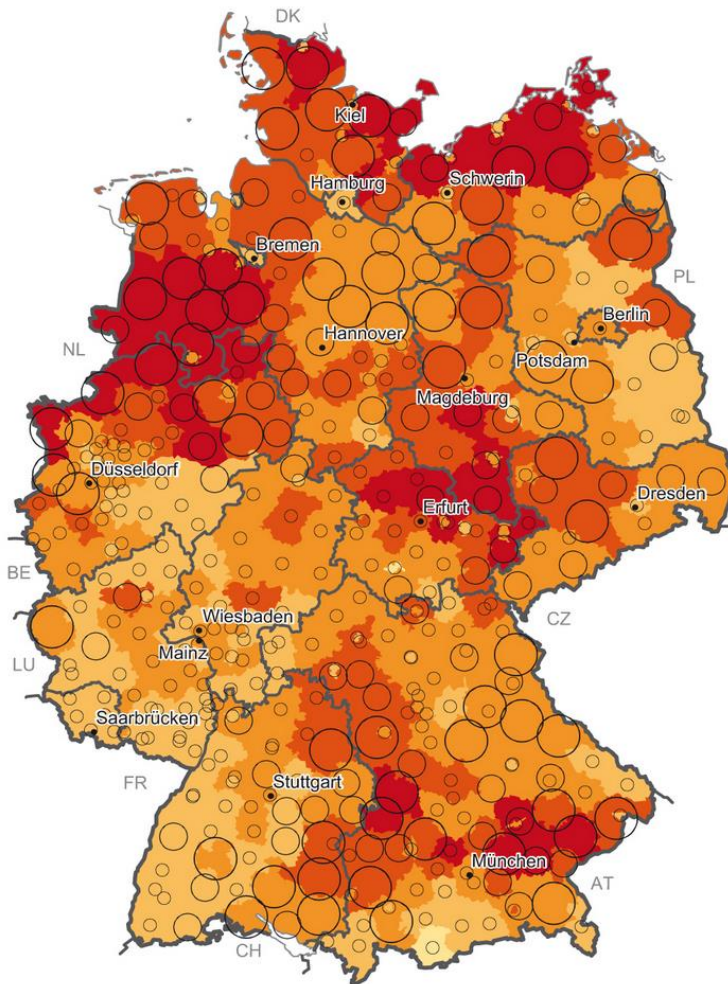 DK
Kiel
Hamburg
Schwerin
Bremen
PL
Berlin
NL
Hannover
Potsdam
Magdeburg
Düsseldorf
Dresden
Erfurt
BE
CZ
Wiesbaden
LU
Mainz
Saarbrücken
FR
Stuttgart
München
AT
CH